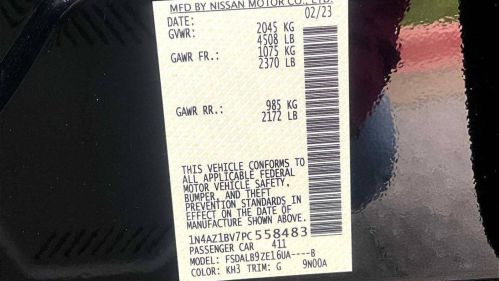 MFD BY NISSAN MOTOR CO., LTD.
DATE: 02/23
GVWR: 2045 KG
4508 LB
GAWR FR.: 1075 KG
2370 LB
GAWR RR.: 985 KG
2172 LB
THIS VEHICLE CONFORMS TO
ALL APPLICABLE FEDERAL
MOTOR VEHICLE SAFETY,
BUMPER, AND THEFT
PREVENTION STANDARDS IN
EFFECT ON THE DATE OF
MANUFACTURE SHOWN ABOVE.
1N4AZ1BV7PC558483
PASSENGER CAR 411
MODEL: FSDALB9ZE16UA----B
COLOR: KH3 TRIM: G 9N00A